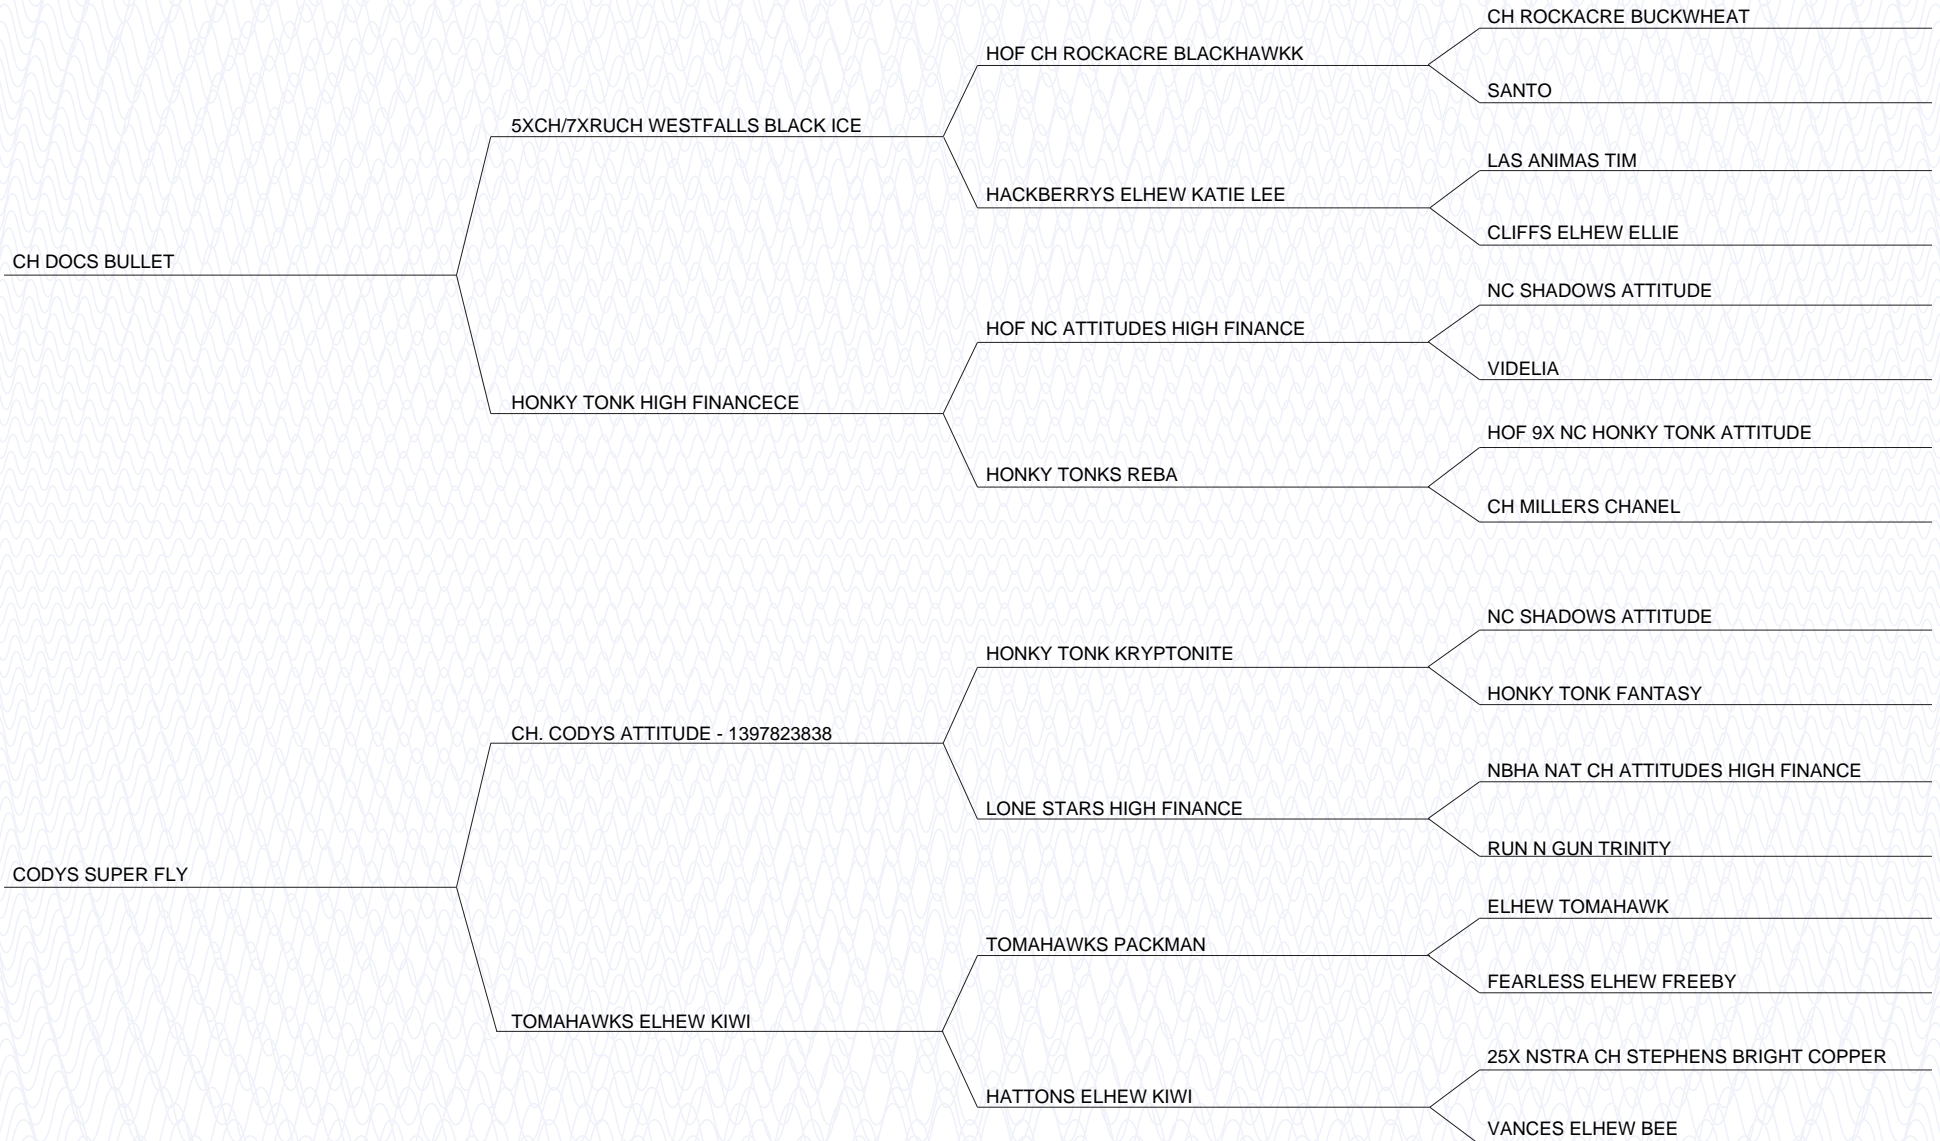 CH ROCKACRE BUCKWHEAT
HOF CH ROCKACRE BLACKHAWKK
SANTO
5XCH/7XRUCH WESTFALLS BLACK ICE
LAS ANIMAS TIM
HACKBERRYS ELHEW KATIE LEE
CLIFFS ELHEW ELLIE
CH DOCS BULLET
NC SHADOWS ATTITUDE
HOF NC ATTITUDES HIGH FINANCE
VIDELIA
HONKY TONK HIGH FINANCECE
HOF 9X NC HONKY TONK ATTITUDE
HONKY TONKS REBA
CH MILLERS CHANEL
NC SHADOWS ATTITUDE
HONKY TONK KRYPTONITE
HONKY TONK FANTASY
CH. CODYS ATTITUDE - 1397823838
NBHA NAT CH ATTITUDES HIGH FINANCE
LONE STARS HIGH FINANCE
RUN N GUN TRINITY
CODYS SUPER FLY
ELHEW TOMAHAWK
TOMAHAWKS PACKMAN
FEARLESS ELHEW FREEBY
TOMAHAWKS ELHEW KIWI
25X NSTRA CH STEPHENS BRIGHT COPPER
HATTONS ELHEW KIWI
VANCES ELHEW BEE